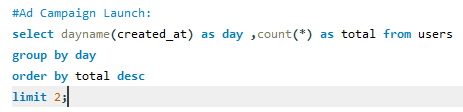 #Ad Campaign Launch:
select dayname(created_at) as day ,count(*) as total from users
group by day
order by total desc
limit 2;